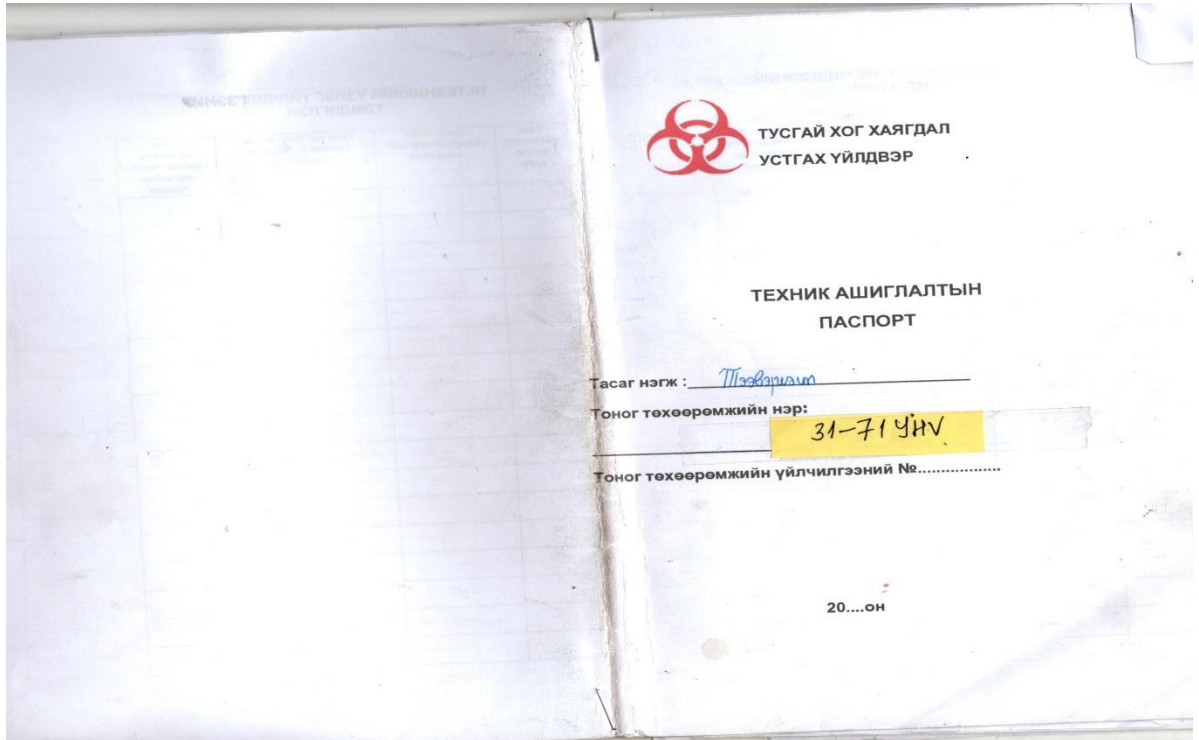 ТУСГАЙ ХОГ ХАЯГДАЛ
УСТГАХ ҮЙЛДВЭР
ТЕХНИК АШИГЛАЛТЫН
ПАСПОРТ
Тасаг нэгж : Тээвэрлэлт
Тоног төхөөрөмжийн нэр:
31-71 УНУ
Тоног төхөөрөмжийн үйлчилгээний №..................
20....он